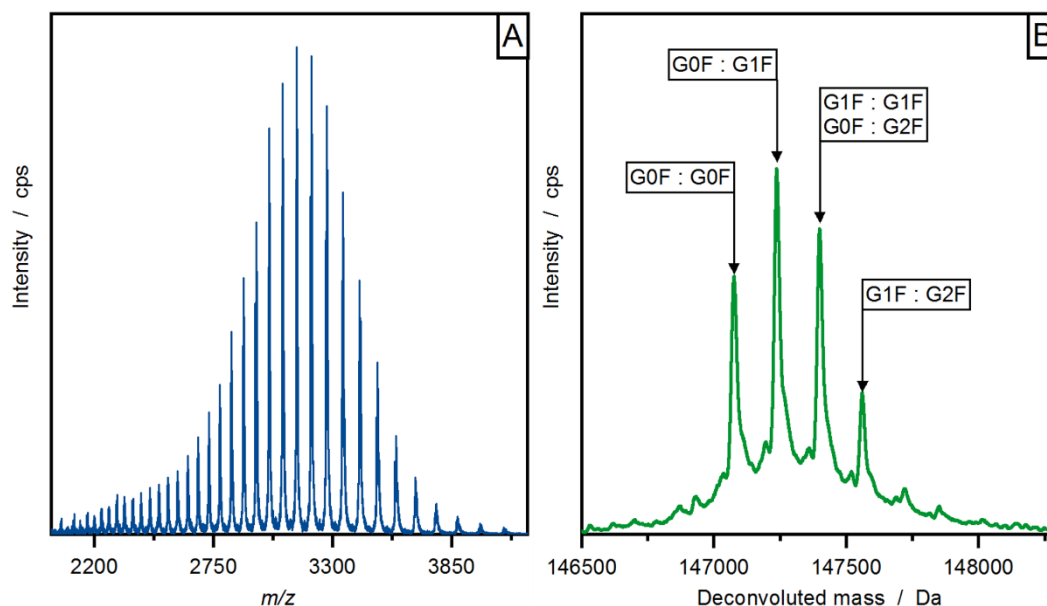 A
Intensity / cps
2200
2750
3300
3850
m/z
B
G0F : G1F
G1F : G1F
G0F : G2F
G0F : G0F
G1F : G2F
Intensity / cps
146500
147000
147500
148000
Deconvoluted mass / Da